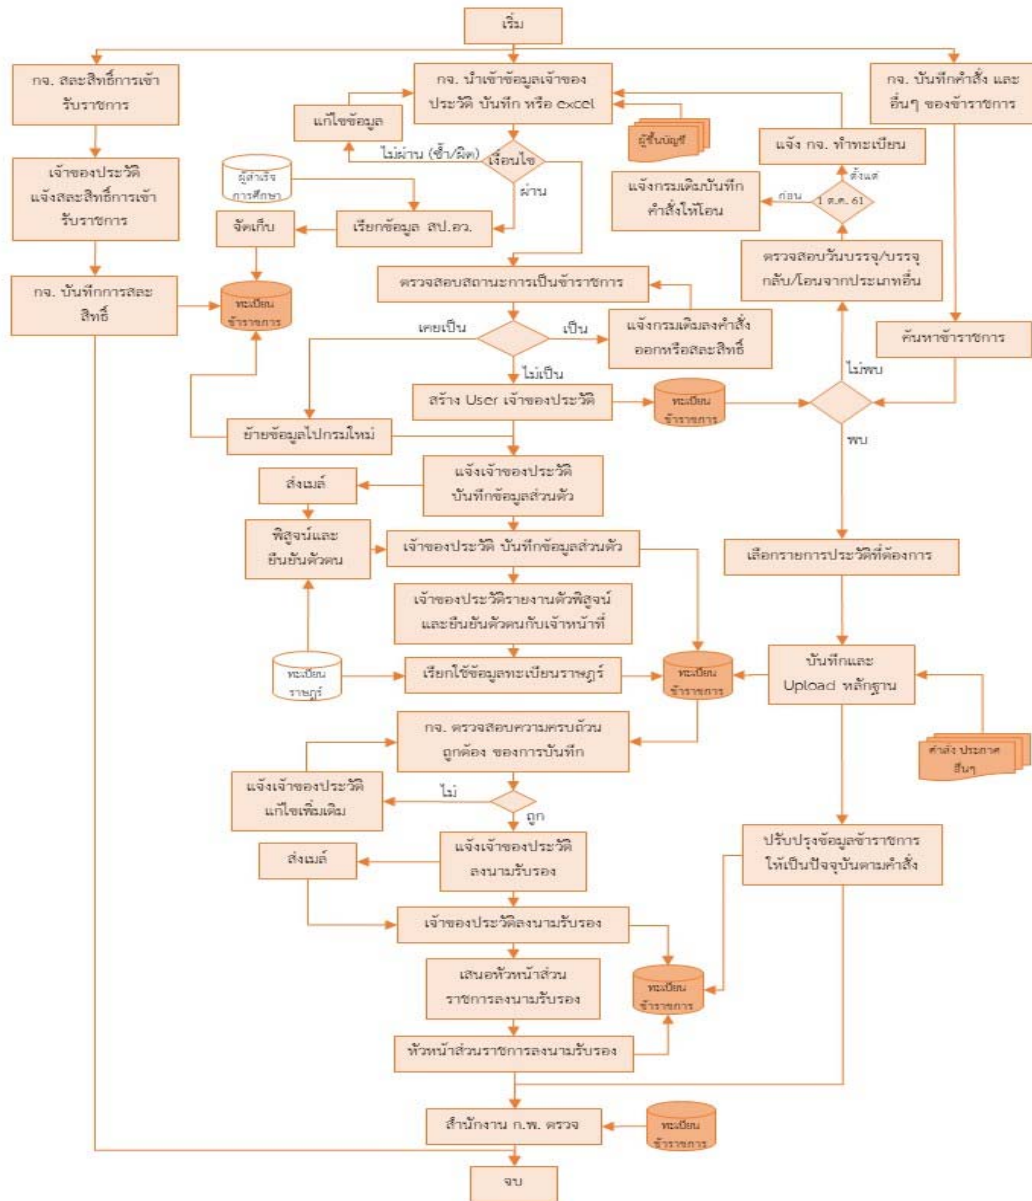 เริ่ม
กจ. สละสิทธิ์การเข้า
รับราชการ
กจ. นำเข้าข้อมูลเจ้าของ
ประวัติ บันทึก หรือ excel
กจ. บันทึกคำสั่ง และ
อื่นๆ ของข้าราชการ
แก้ไขข้อมูล
ผู้ขึ้นบัญชี
แจ้ง กจ. ทำทะเบียน
ไม่ผ่าน (ซ้ำ/ผิด)
เงื่อนไข
ผ่าน
ตั้งแต่
1 ต.ค. 61
ก่อน
ผู้สำเร็จ
การศึกษา
เจ้าของประวัติ
แจ้งสละสิทธิ์การเข้า
รับราชการ
แจ้งกรมเดิมบันทึก
คำสั่งให้โอน
จัดเก็บ
เรียกข้อมูล สป.อว.
ตรวจสอบวันบรรจุ/บรรจุ
กลับ/โอนจากประเภทอื่น
กจ. บันทึกการสละ
สิทธิ์
ทะเบียน
ข้าราชการ
ตรวจสอบสถานะการเป็นข้าราชการ
เคยเป็น
เป็น
ไม่เป็น
แจ้งกรมเดิมลงคำสั่ง
ออกหรือสละสิทธิ์
ค้นหาข้าราชการ
ไม่พบ
พบ
สร้าง User เจ้าของประวัติ
ทะเบียน
ข้าราชการ
ย้ายข้อมูลไปกรมใหม่
แจ้งเจ้าของประวัติ
บันทึกข้อมูลส่วนตัว
ส่งเมล์
พิสูจน์และ
ยืนยันตัวตน
เจ้าของประวัติ บันทึกข้อมูลส่วนตัว
เลือกรายการประวัติที่ต้องการ
เจ้าของประวัติรายงานตัวพิสูจน์
และยืนยันตัวตนกับเจ้าหน้าที่
ทะเบียน
ราษฎร์
เรียกใช้ข้อมูลทะเบียนราษฎร์
ทะเบียน
ข้าราชการ
บันทึกและ
Upload หลักฐาน
กจ. ตรวจสอบความครบถ้วน
ถูกต้อง ของการบันทึก
คำสั่ง ประกาศ
อื่นๆ
แจ้งเจ้าของประวัติ
แก้ไขเพิ่มเติม
ไม่
ถูก
แจ้งเจ้าของประวัติ
ลงนามรับรอง
ส่งเมล์
ปรับปรุงข้อมูลข้าราชการ
ให้เป็นปัจจุบันตามคำสั่ง
เจ้าของประวัติลงนามรับรอง
เสนอหัวหน้าส่วน
ราชการลงนามรับรอง
ทะเบียน
ข้าราชการ
หัวหน้าส่วนราชการลงนามรับรอง
สำนักงาน ก.พ. ตรวจ
ทะเบียน
ข้าราชการ
จบ